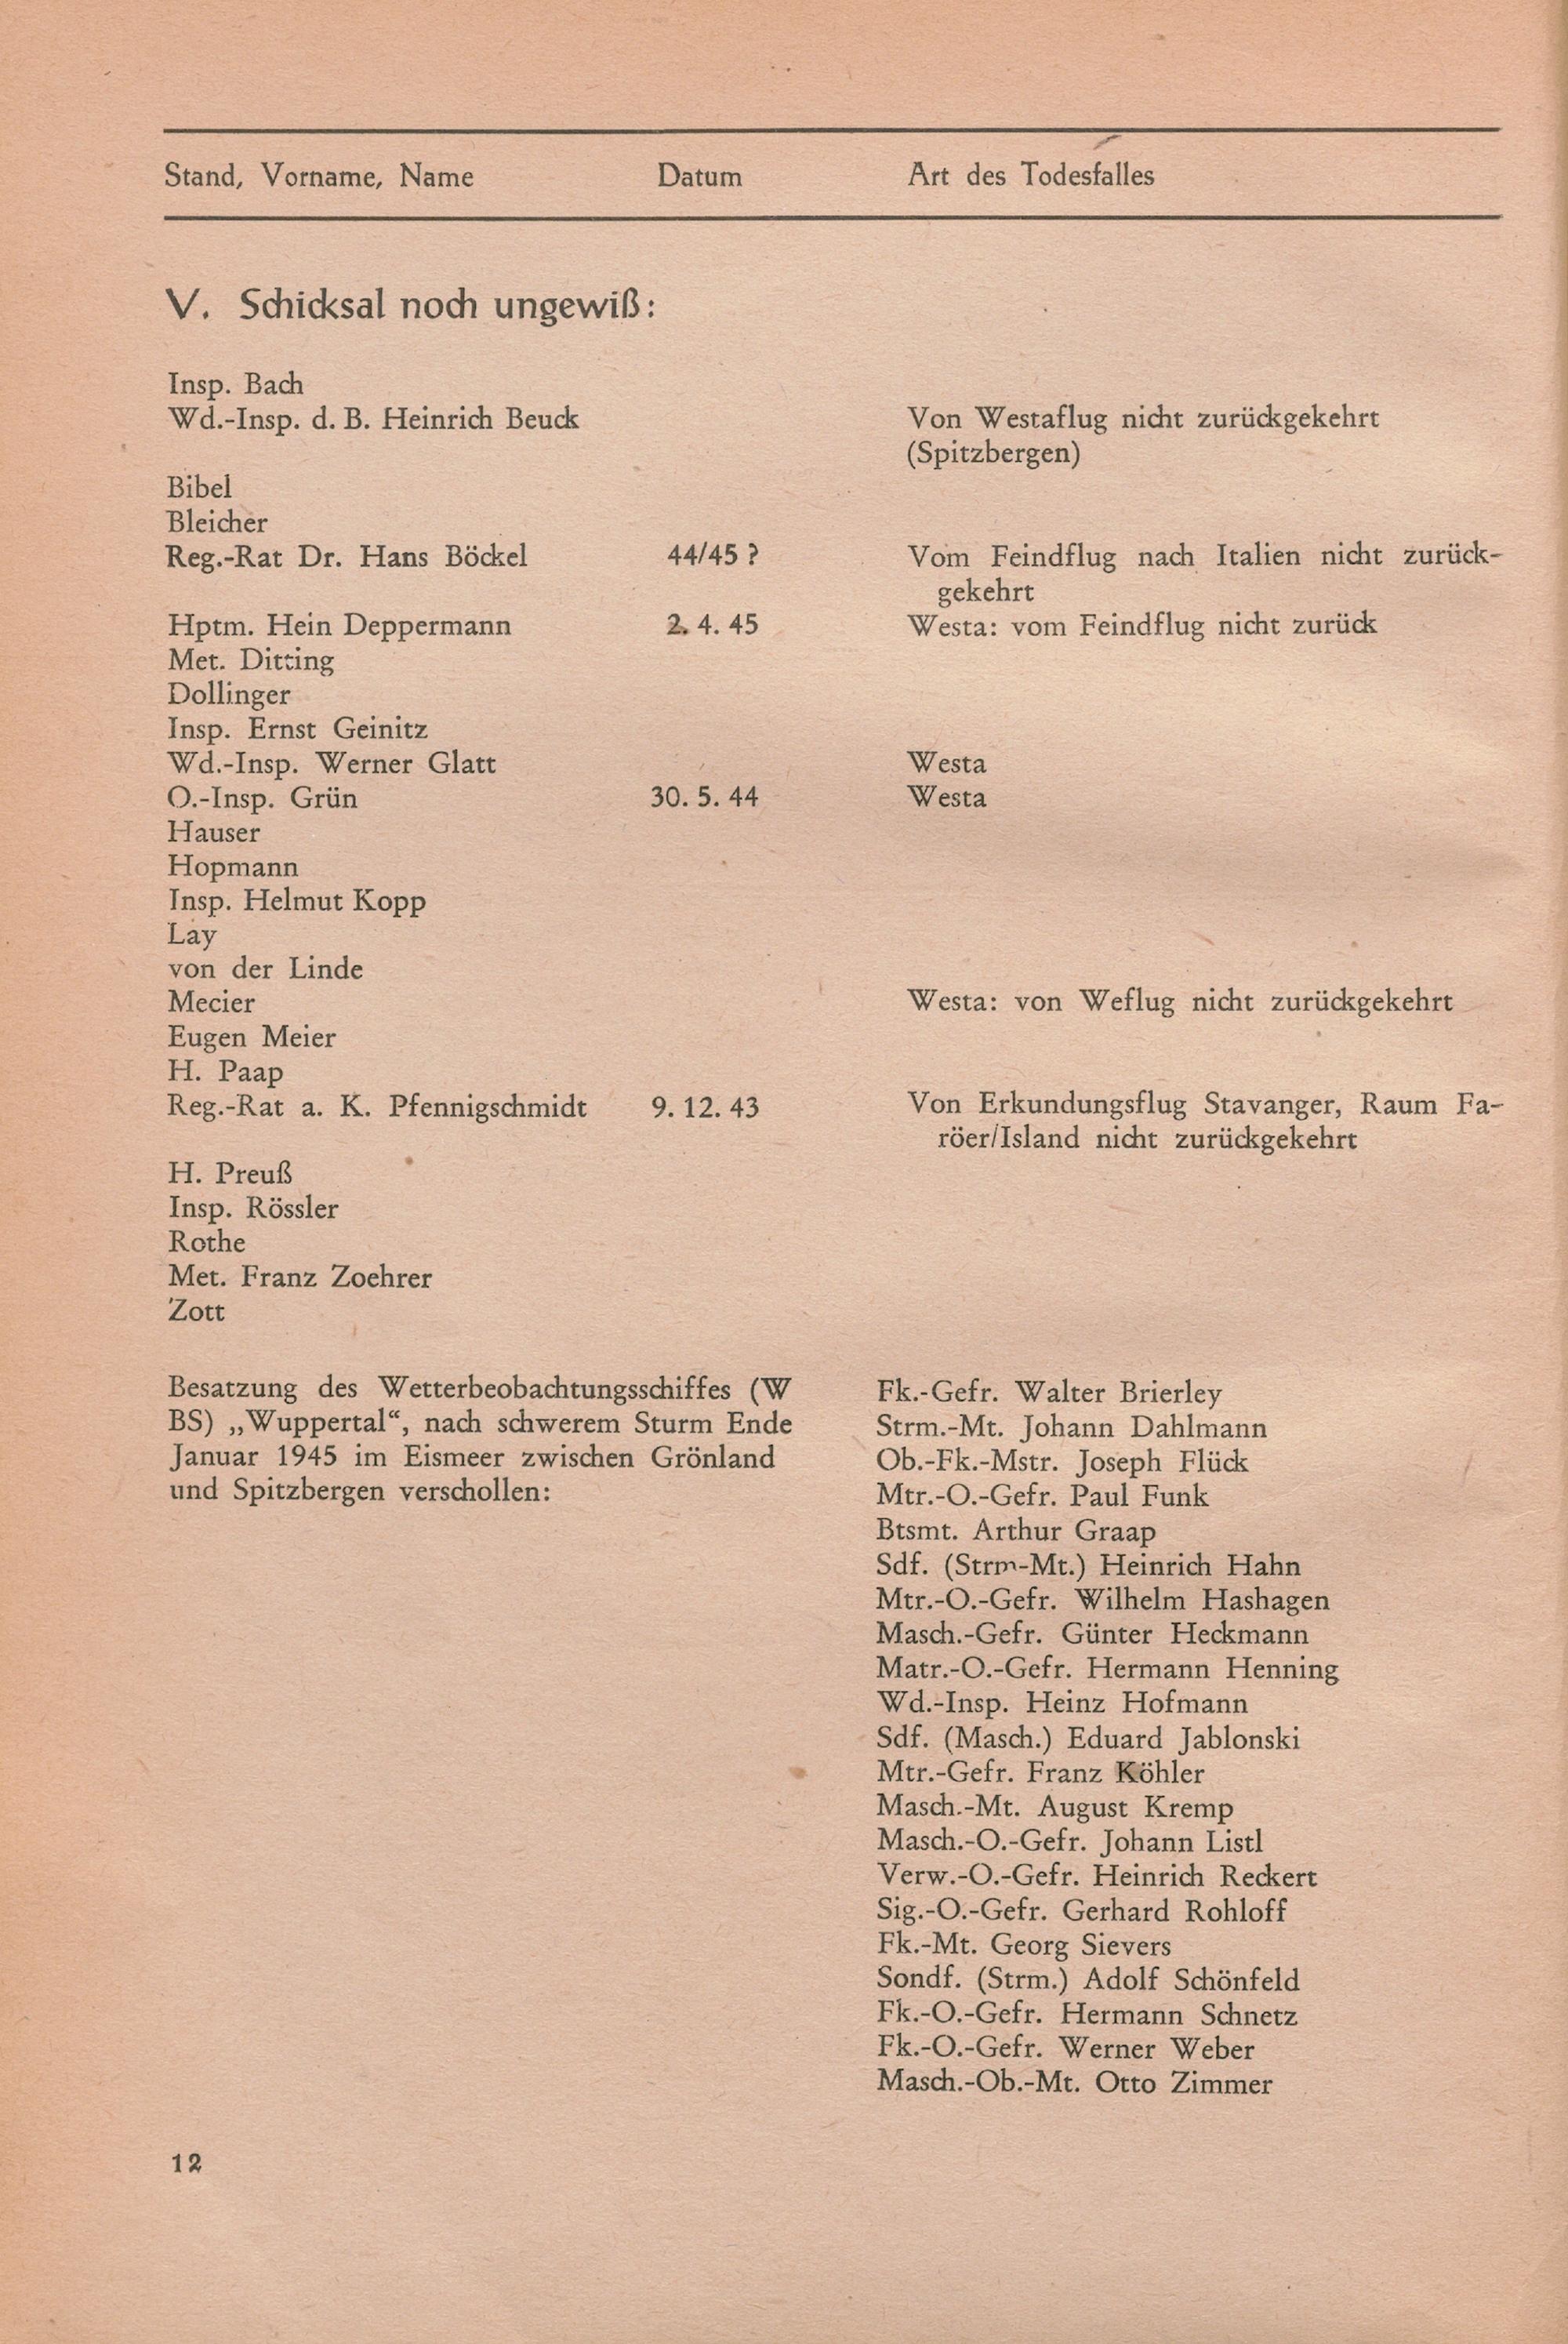 Stand, Vorname, Name Datum Art des Todesfalles
V. Schicksal noch ungewiß:
Insp. Bach
Wd.-Insp. d. B. Heinrich Beuck Von Westaflug nicht zurückgekehrt
(Spitzbergen)
Bibel
Bleicher
Reg.-Rat Dr. Hans Böckel 44/45 ? Vom Feindflug nach Italien nicht zurück-
gekehrt
Hptm. Hein Deppermann 2. 4. 45 Westa: vom Feindflug nicht zurück
Met. Ditting
Dollinger
Insp. Ernst Geinitz
Wd.-Insp. Werner Glatt Westa
O.-Insp. Grün 30. 5. 44 Westa
Hauser
Hopmann
Insp. Helmut Kopp
Lay
von der Linde
Mecier Westa: von Weflug nicht zurückgekehrt
Eugen Meier
H. Paap
Reg.-Rat a. K. Pfennigschmidt 9. 12. 43 Von Erkundungsflug Stavanger, Raum Fa-
röer/Island nicht zurückgekehrt
H. Preuß
Insp. Rössler
Rothe
Met. Franz Zoehrer
Zott
Besatzung des Wetterbeobachtungsschiffes (W
BS) „Wuppertal“, nach schwerem Sturm Ende
Januar 1945 im Eismeer zwischen Grönland
und Spitzbergen verschollen:
Fk.-Gefr. Walter Brierley
Strm.-Mt. Johann Dahlmann
Ob.-Fk.-Mstr. Joseph Flück
Mtr.-O.-Gefr. Paul Funk
Btsmt. Arthur Graap
Sdf. (Strm-Mt.) Heinrich Hahn
Mtr.-O.-Gefr. Wilhelm Hashagen
Masch.-Gefr. Günter Heckmann
Matr.-O.-Gefr. Hermann Henning
Wd.-Insp. Heinz Hofmann
Sdf. (Masch.) Eduard Jablonski
Mtr.-Gefr. Franz Köhler
Masch.-Mt. August Kremp
Masch.-O.-Gefr. Johann Listl
Verw.-O.-Gefr. Heinrich Reckert
Sig.-O.-Gefr. Gerhard Rohloff
Fk.-Mt. Georg Sievers
Sondf. (Strm.) Adolf Schönfeld
Fk.-O.-Gefr. Hermann Schnetz
Fk.-O.-Gefr. Werner Weber
Masch.-Ob.-Mt. Otto Zimmer
12